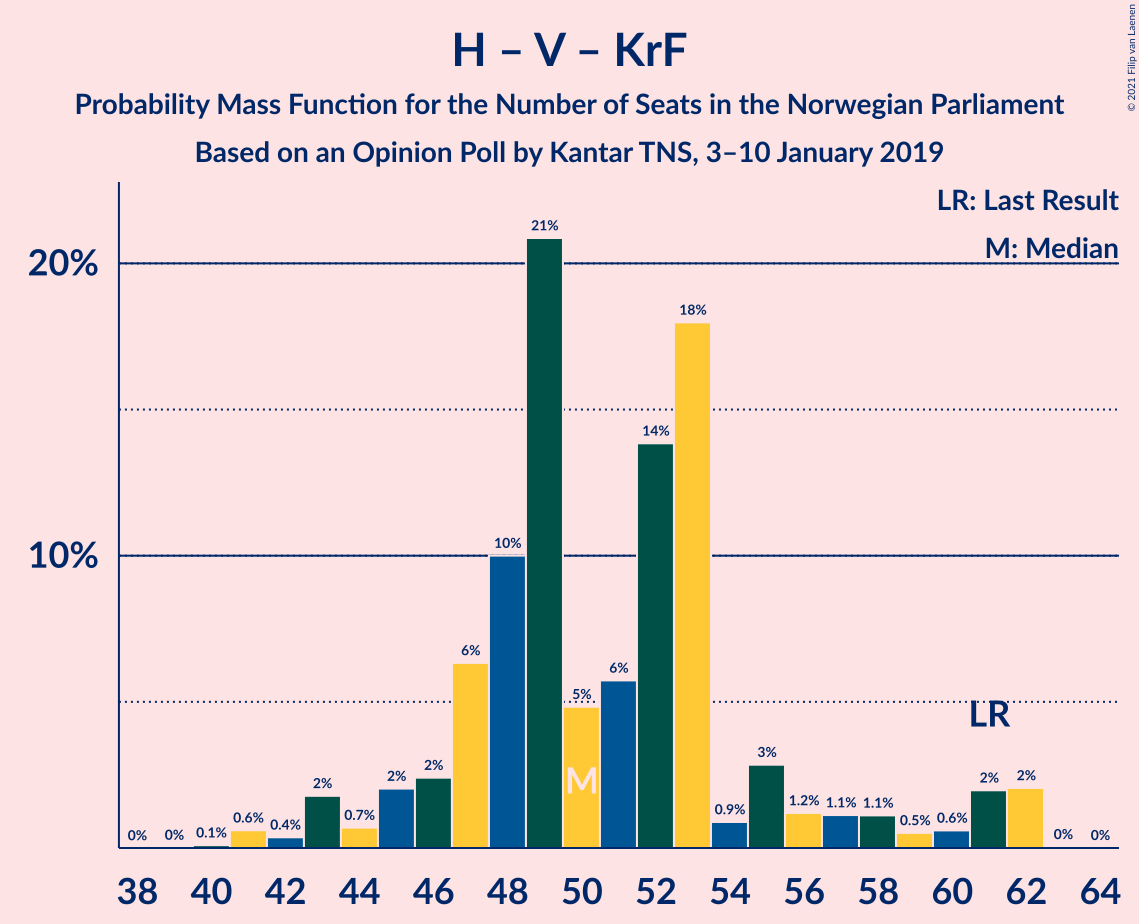 H – V – KrF
Probability Mass Function for the Number of Seats in the Norwegian Parliament
Based on an Opinion Poll by Kantar TNS, 3–10 January 2019
© 2021 Filip van Laenen
LR: Last Result
M: Median
20%
10%
0% 0% 0.1% 0.6% 0.4% 2% 0.7% 2% 2% 6% 10% 21% 5% 6% 14% 18% 0.9% 3% 1.2% 1.1% 1.1% 0.5% 0.6% 2% 2% 0% 0%
M
LR
38 40 42 44 46 48 50 52 54 56 58 60 62 64